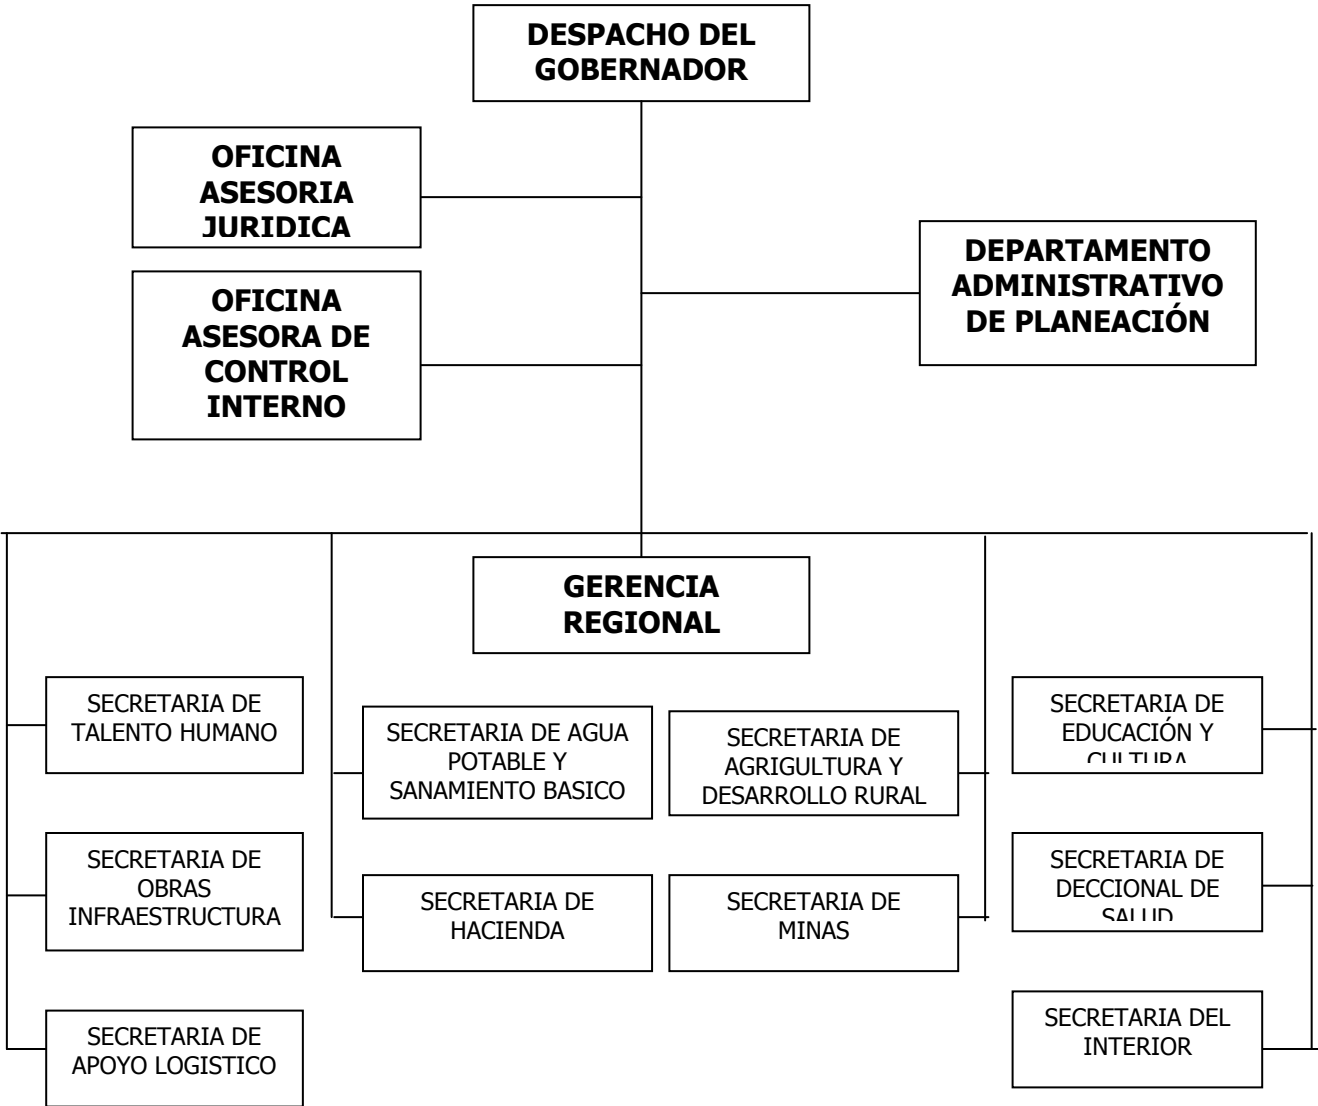 DESPACHO DEL
GOBERNADOR
OFICINA
ASESORIA
JURIDICA
DEPARTAMENTO
ADMINISTRATIVO
DE PLANEACIÓN
OFICINA
ASESORA DE
CONTROL
INTERNO
GERENCIA
REGIONAL
SECRETARIA DE
TALENTO HUMANO
SECRETARIA DE AGUA
POTABLE Y
SANAMIENTO BASICO
SECRETARIA DE
AGRIGULTURA Y
DESARROLLO RURAL
SECRETARIA DE
EDUCACIÓN Y
CULTURA
SECRETARIA DE
OBRAS
INFRAESTRUCTURA
SECRETARIA DE
HACIENDA
SECRETARIA DE
MINAS
SECRETARIA DE
DECCIONAL DE
SALUD
SECRETARIA DE
APOYO LOGISTICO
SECRETARIA DEL
INTERIOR